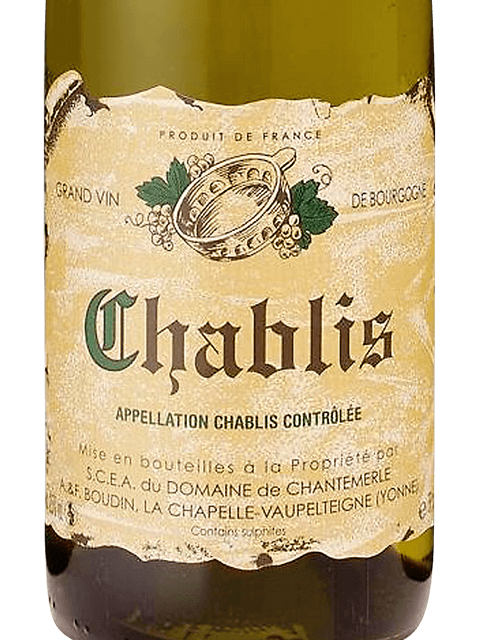 PRODUIT DE FRANCE
GRAND VIN DE BOURGOGNE
Chablis
APPELLATION CHABLIS CONTRÔLÉE
Mise en bouteilles à la Propriété par
S.C.E.A. du DOMAINE de CHANTEMERLE
A.&F. BOUDIN, LA CHAPELLE-VAUPELTEIGNE (YONNE)
Contains sulphites